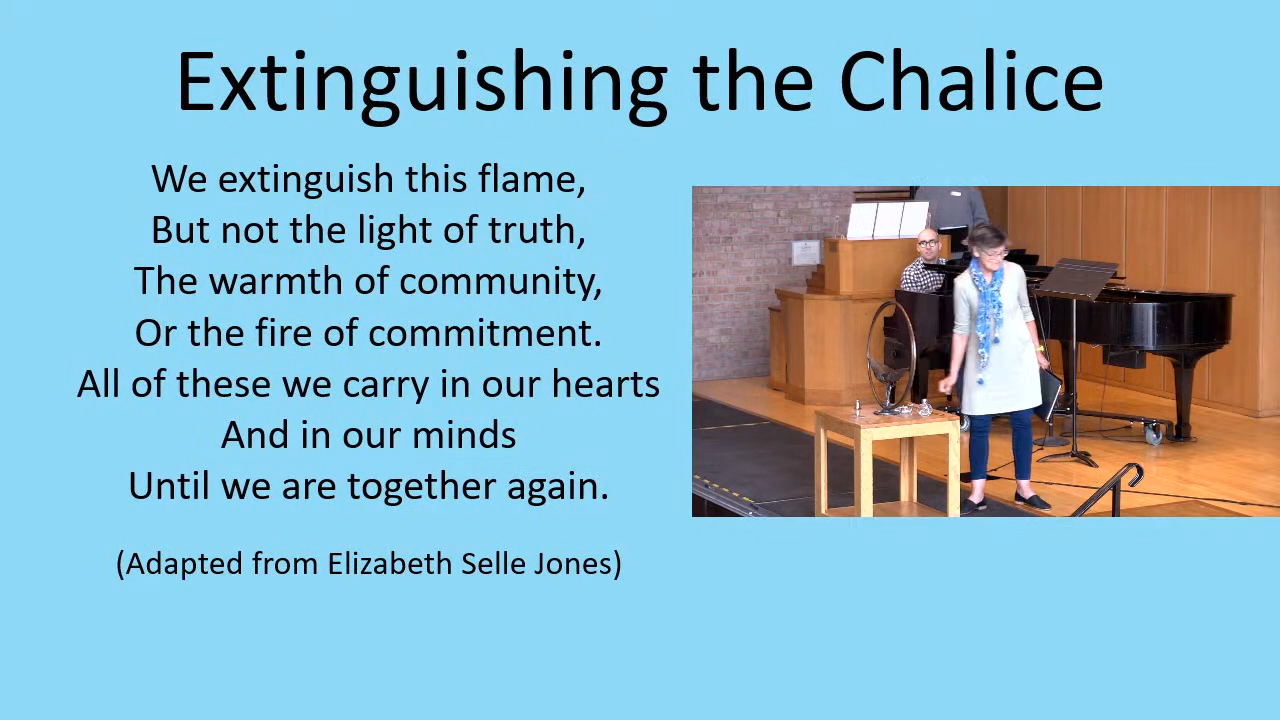 Extinguishing the Chalice
We extinguish this flame,
But not the light of truth,
The warmth of community,
Or the fire of commitment.
All of these we carry in our hearts
And in our minds
Until we are together again.
(Adapted from Elizabeth Selle Jones)